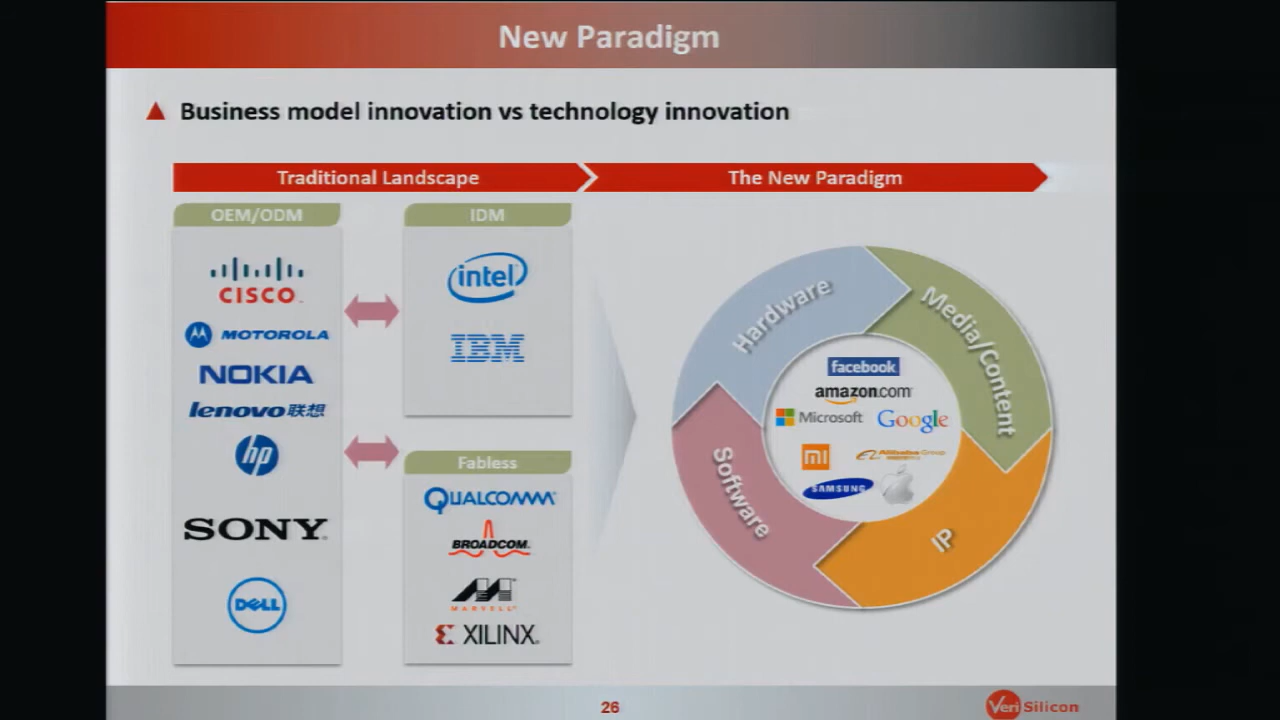 New Paradigm
Business model innovation vs technology innovation
Traditional Landscape
The New Paradigm
OEM/ODM
CISCO
MOTOROLA
NOKIA
lenovo联想
hp
SONY
DELL
IDM
intel
IBM
Fabless
QUALCOMM
BROADCOM
MARVELL
XILINX
Hardware
Media/Content
Software
IP
facebook
amazon.com
Microsoft
Google
mi
Alibaba Group
SAMSUNG
26
VeriSilicon